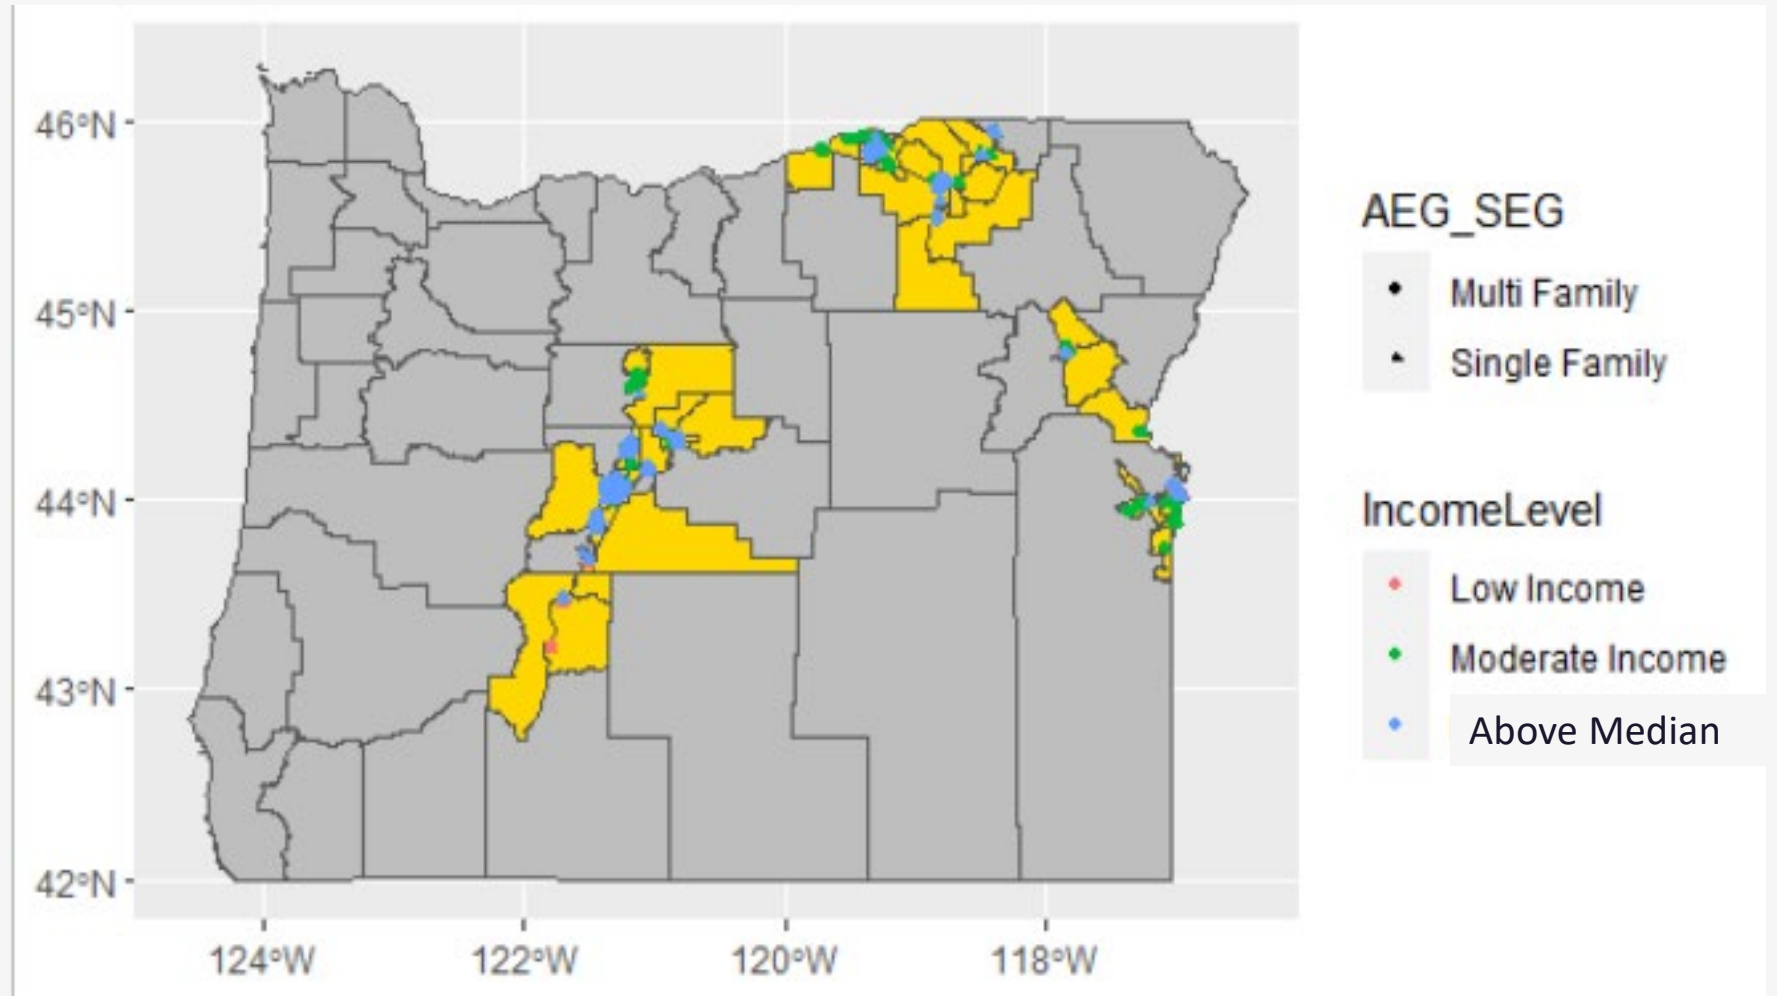 46°N
45°N
44°N
43°N
42°N
124°W
122°W
120°W
118°W
AEG_SEG
Multi Family
Single Family
IncomeLevel
Low Income
Moderate Income
Above Median